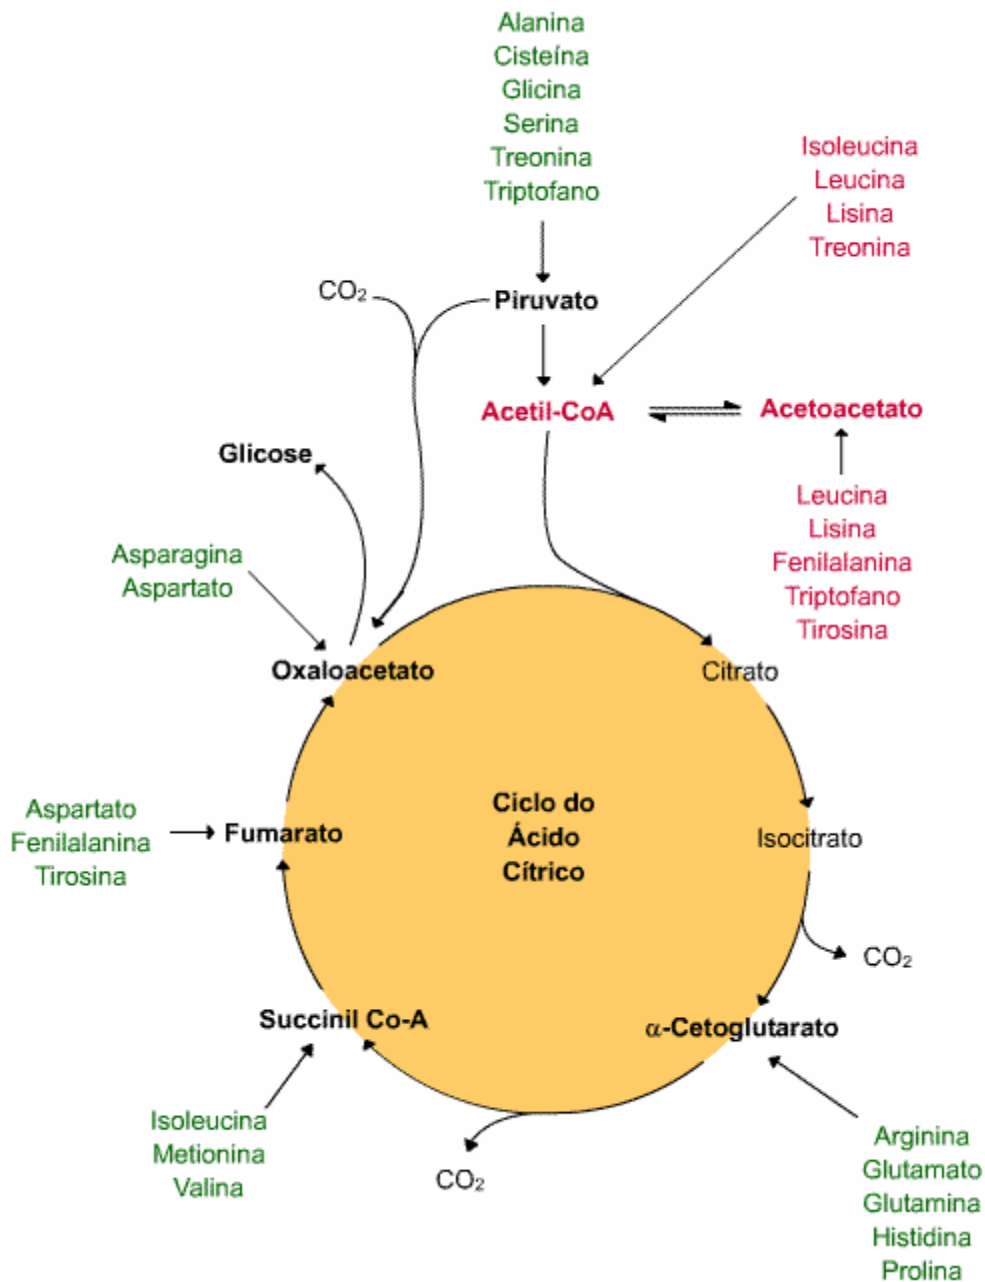 Alanina
Cisteína
Glicina
Serina
Treonina
Triptofano
Isoleucina
Leucina
Lisina
Treonina
CO₂
Piruvato
Acetil-CoA
Acetoacetato
Glicose
Leucina
Lisina
Fenilalanina
Triptofano
Tirosina
Asparagina
Aspartato
Oxaloacetato
Citrato
Ciclo do
Ácido
Cítrico
Aspartato
Fenilalanina
Tirosina
Fumarato
Isocitrato
CO₂
Succinil Co-A
α-Cetoglutarato
Isoleucina
Metionina
Valina
CO₂
Arginina
Glutamato
Glutamina
Histidina
Prolina